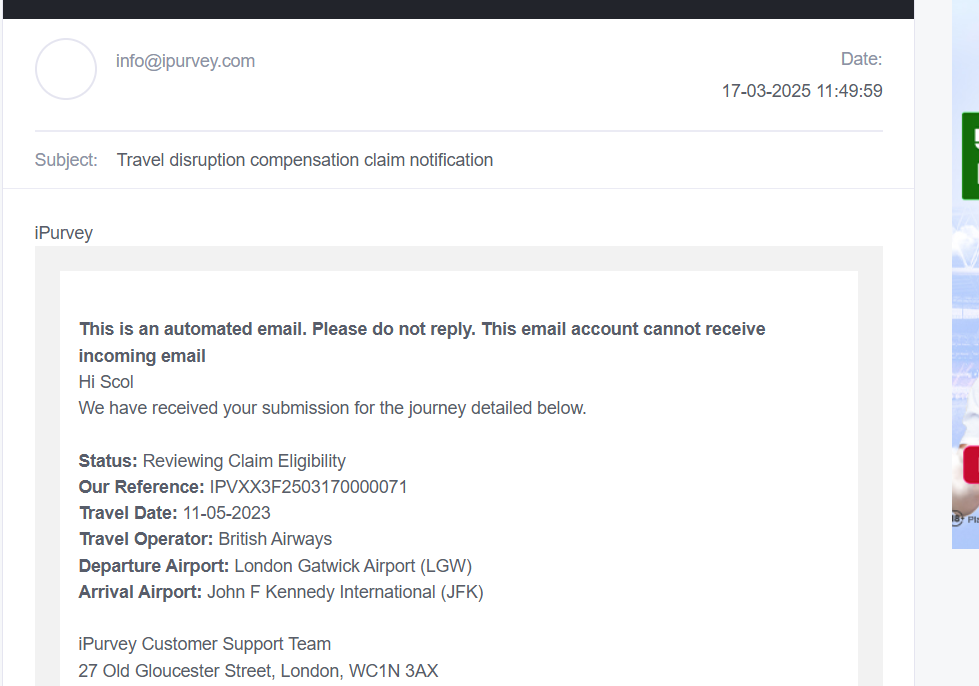 info@ipurvey.com
Date:
17-03-2025 11:49:59
Subject: Travel disruption compensation claim notification
iPurvey
This is an automated email. Please do not reply. This email account cannot receive
incoming email
Hi Scol
We have received your submission for the journey detailed below.
Status: Reviewing Claim Eligibility
Our Reference: IPVXX3F2503170000071
Travel Date: 11-05-2023
Travel Operator: British Airways
Departure Airport: London Gatwick Airport (LGW)
Arrival Airport: John F Kennedy International (JFK)
iPurvey Customer Support Team
27 Old Gloucester Street, London, WC1N 3AX